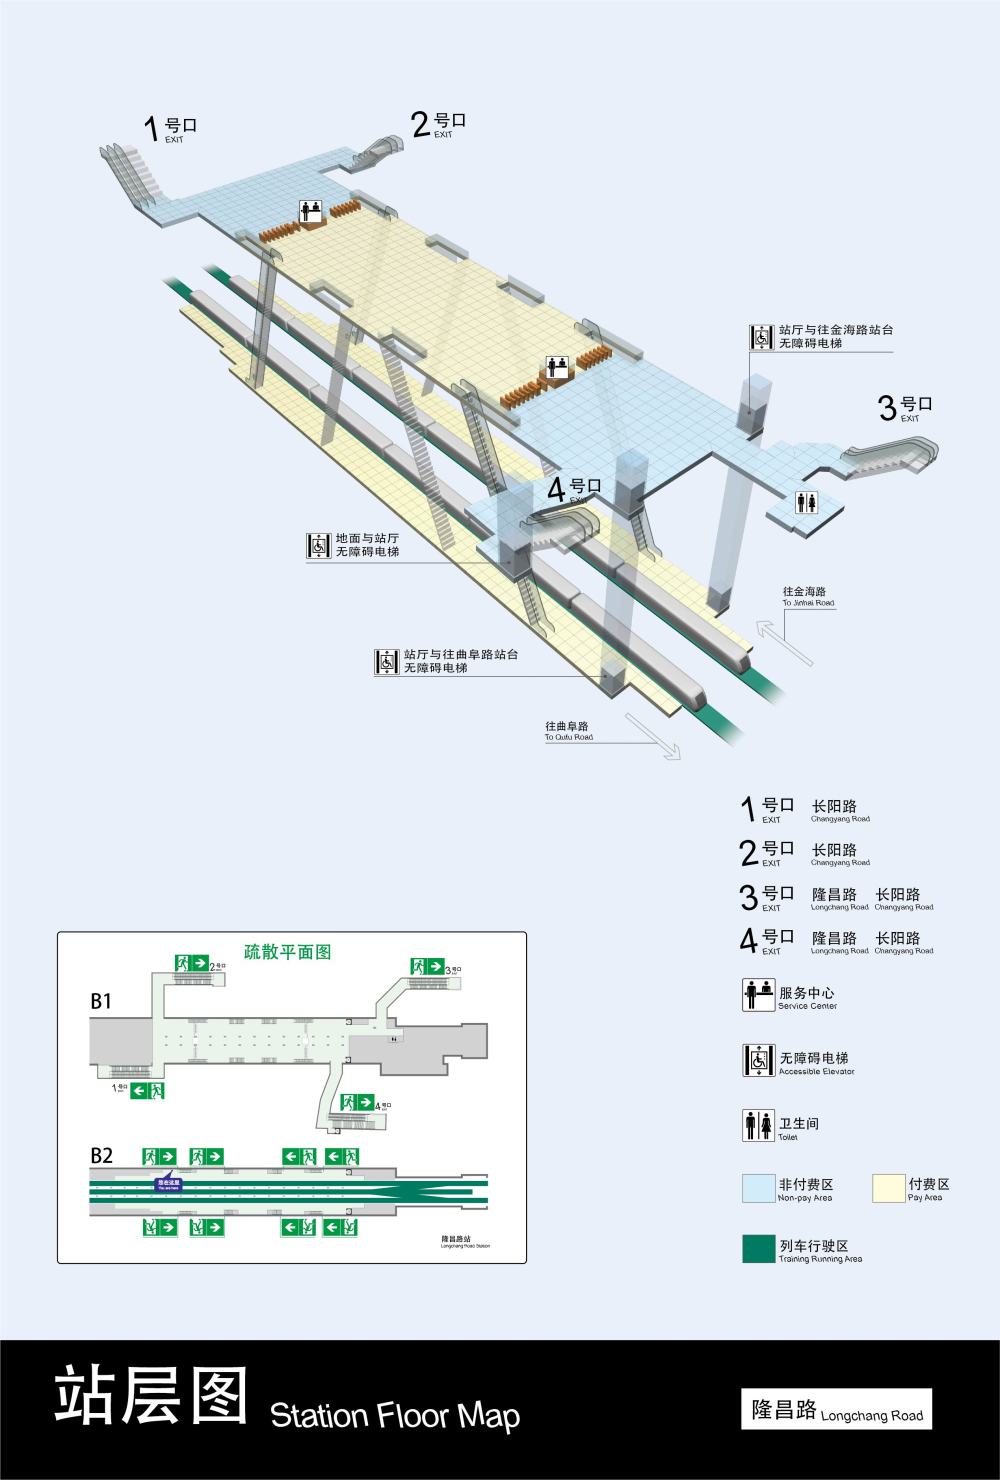 1 号口
EXIT
2 号口
EXIT
站厅与往金海路站台
无障碍电梯
3 号口
EXIT
4 号口
EXIT
地面与站厅
无障碍电梯
往金海路
To Jinhai Road
站厅与往曲阜路站台
无障碍电梯
往曲阜路
To Qufu Road
1 号口 长阳路
EXIT Changyang Road
2 号口 长阳路
EXIT Changyang Road
3 号口 隆昌路 长阳路
EXIT Longchang Road Changyang Road
4 号口 隆昌路 长阳路
EXIT Longchang Road Changyang Road
服务中心
Service Center
无障碍电梯
Accessible Elevator
卫生间
Toilet
非付费区
Non-pay Area
付费区
Pay Area
列车行驶区
Training Running Area
疏散平面图
2 号口
3 号口
B1
1 号口
4 号口
B2
您在这里
You are here
隆昌路站
Longchang Road Station
站层图 Station Floor Map
隆昌路 Longchang Road